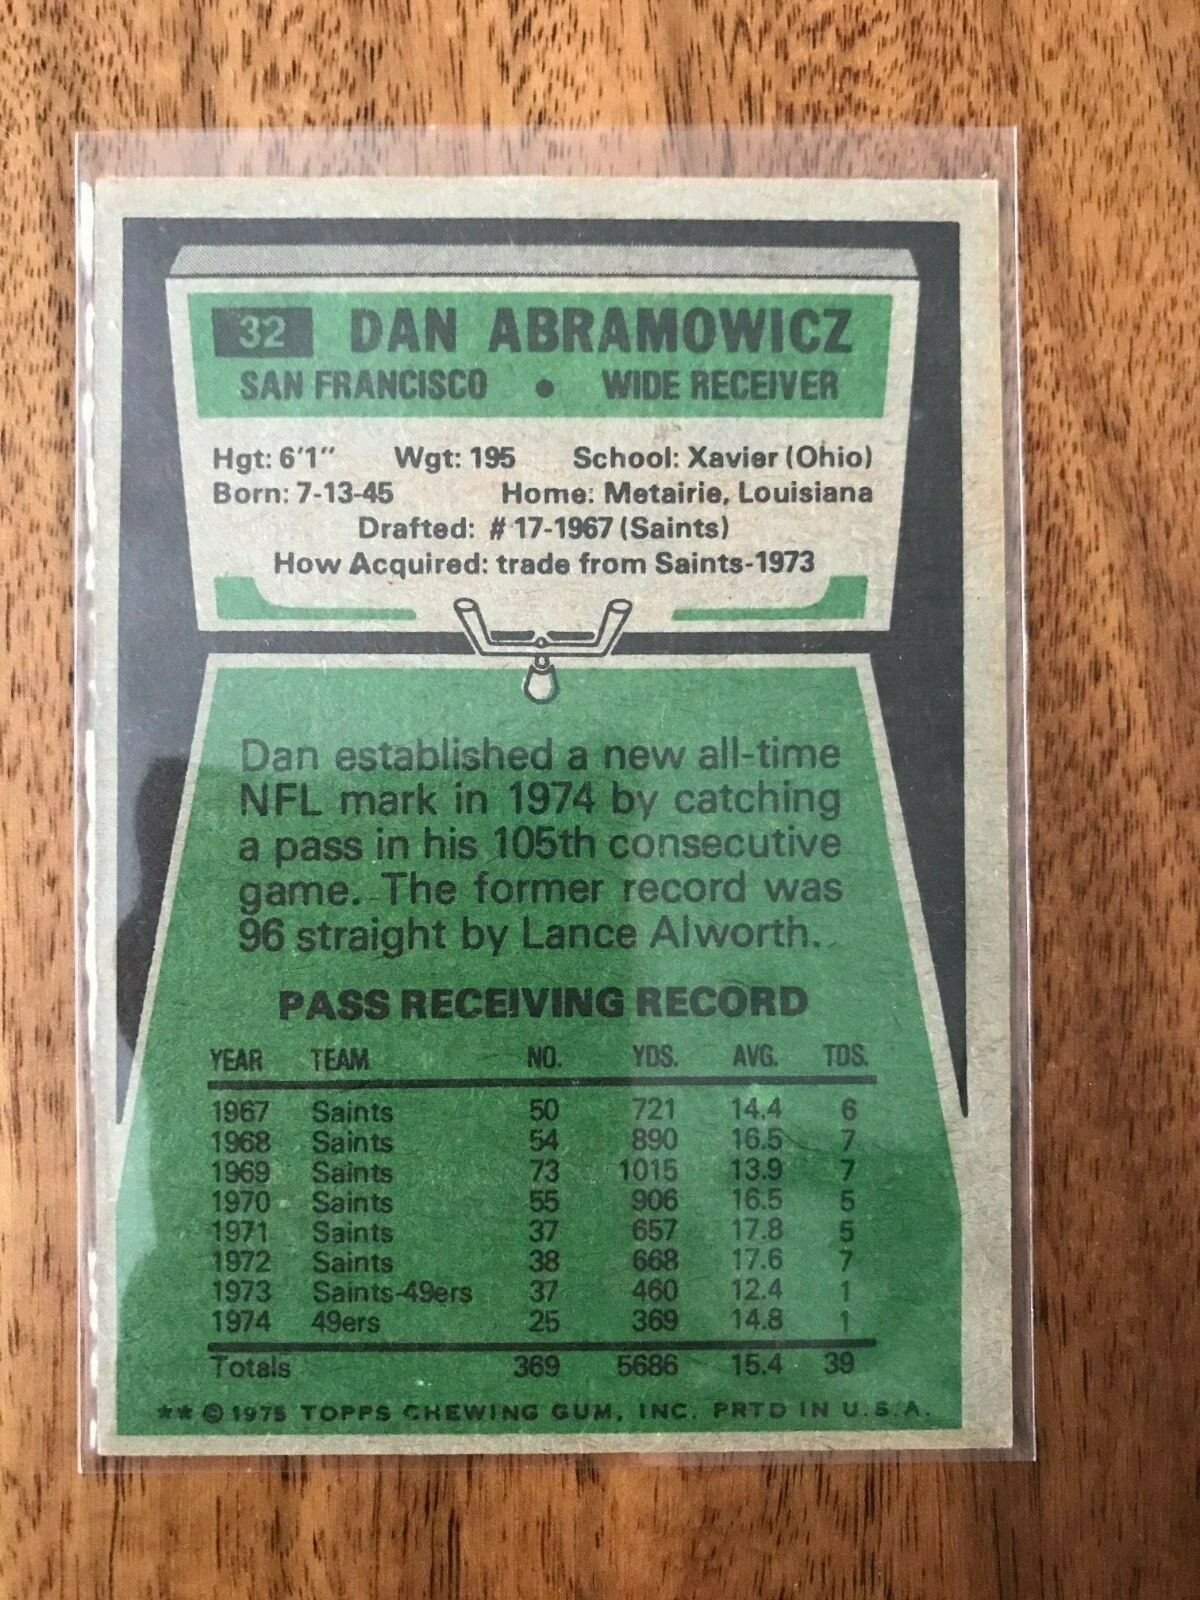 32 DAN ABRAMOWICZ
SAN FRANCISCO • WIDE RECEIVER
Hgt: 6'1" Wgt: 195 School: Xavier (Ohio)
Born: 7-13-45 Home: Metairie, Louisiana
Drafted: # 17-1967 (Saints)
How Acquired: trade from Saints-1973
Dan established a new all-time
NFL mark in 1974 by catching
a pass in his 105th consecutive
game. The former record was
96 straight by Lance Alworth.
PASS RECEIVING RECORD
YEAR TEAM NO. YDS. AVG. TDS.
1967 Saints 50 721 14.4 6
1968 Saints 54 890 16.5 7
1969 Saints 73 1015 13.9 7
1970 Saints 55 906 16.5 5
1971 Saints 37 657 17.8 5
1972 Saints 38 668 17.6 7
1973 Saints-49ers 37 460 12.4 1
1974 49ers 25 369 14.8 1
Totals 369 5686 15.4 39
** © 1975 TOPPS CHEWING GUM, INC. PRTD IN U.S.A.